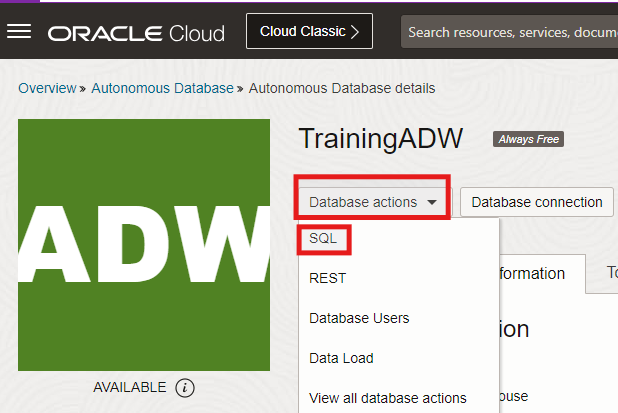 ORACLE Cloud
Cloud Classic
Search resources, services, docume
Overview » Autonomous Database » Autonomous Database details
ADW
TrainingADW
Always Free
Database actions
Database connection
SQL
REST
Database Users
Data Load
View all database actions
formation
To
ion
ouse
AVAILABLE